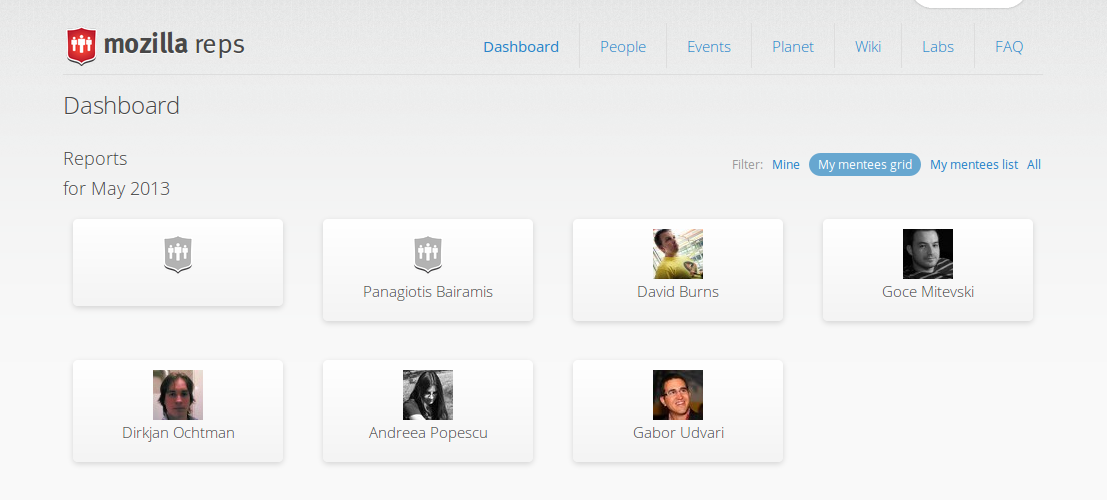 mozilla reps
Dashboard People Events Planet Wiki Labs FAQ
Dashboard
Reports
for May 2013
Filter: Mine My mentees grid My mentees list All
Panagiotis Bairamis David Burns Goce Mitevski
Dirkjan Ochtman Andreea Popescu Gabor Udvari